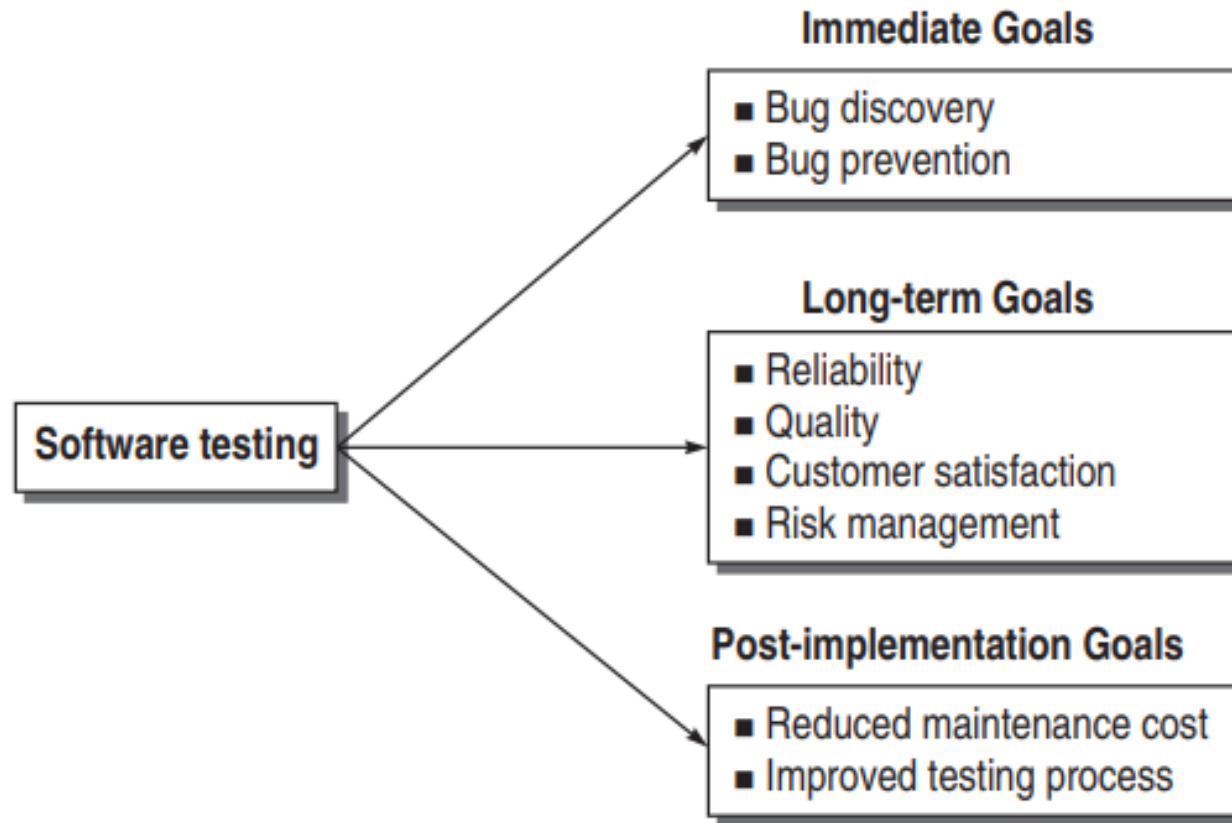 Immediate Goals
■ Bug discovery
■ Bug prevention
Long-term Goals
■ Reliability
■ Quality
■ Customer satisfaction
■ Risk management
Software testing
Post-implementation Goals
■ Reduced maintenance cost
■ Improved testing process